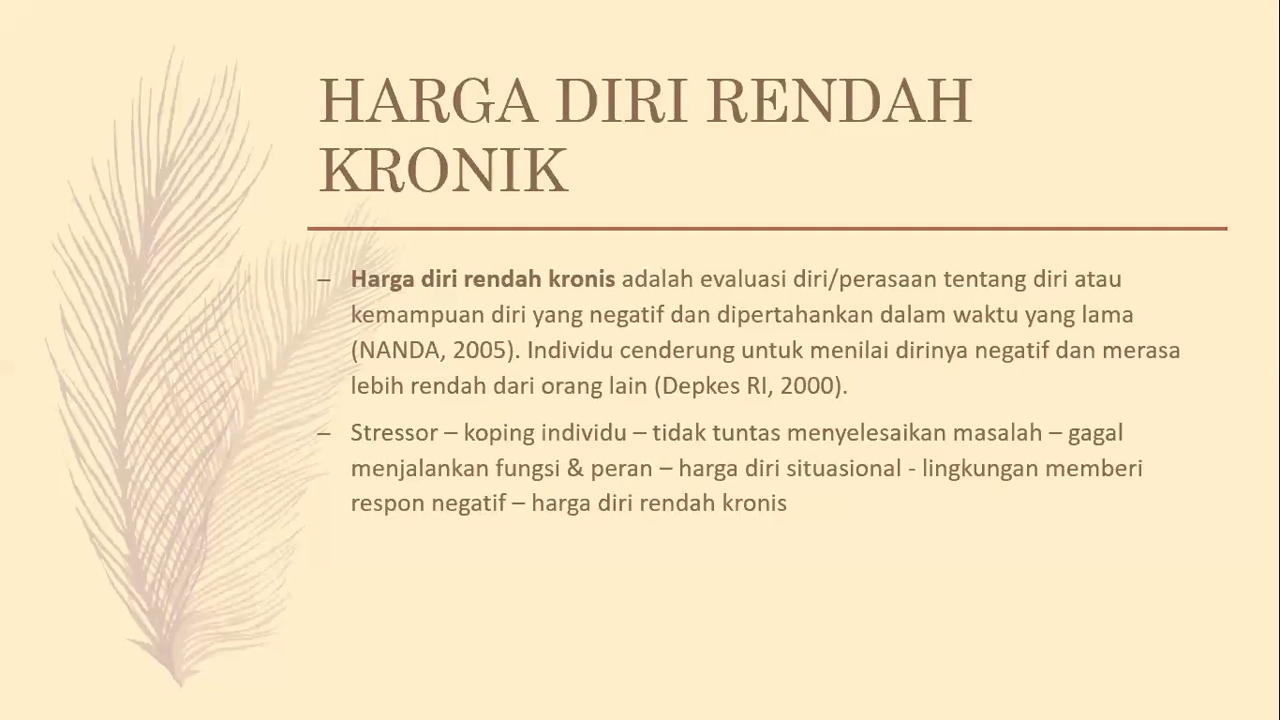 HARGA DIRI RENDAH
KRONIK
– Harga diri rendah kronis adalah evaluasi diri/perasaan tentang diri atau
kemampuan diri yang negatif dan dipertahankan dalam waktu yang lama
(NANDA, 2005). Individu cenderung untuk menilai dirinya negatif dan merasa
lebih rendah dari orang lain (Depkes RI, 2000).
– Stressor – koping individu – tidak tuntas menyelesaikan masalah – gagal
menjalankan fungsi & peran – harga diri situasional - lingkungan memberi
respon negatif – harga diri rendah kronis